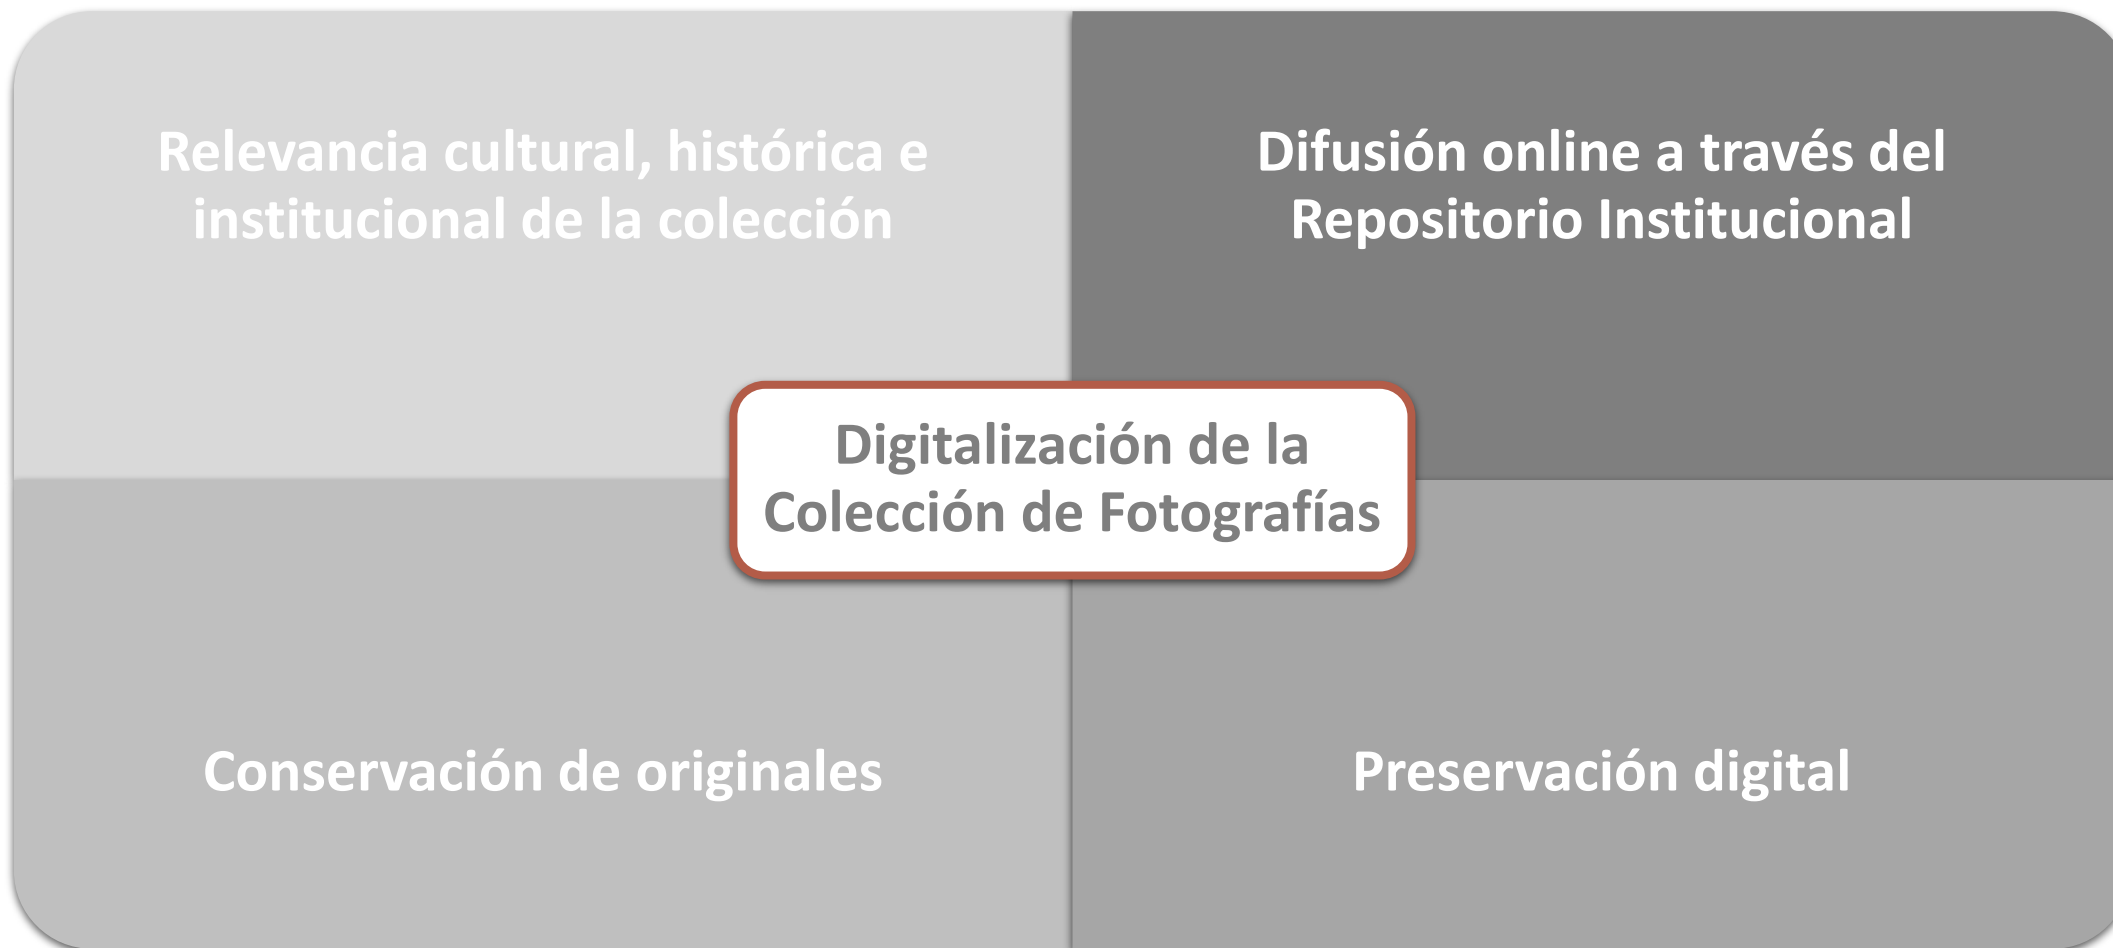 Relevancia cultural, histórica e
institucional de la colección
Difusión online a través del
Repositorio Institucional
Digitalización de la
Colección de Fotografías
Conservación de originales
Preservación digital